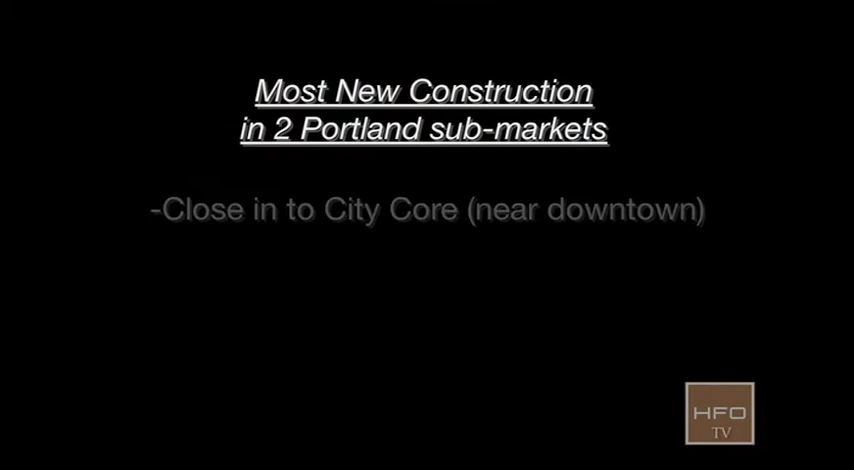 Most New Construction
in 2 Portland sub-markets
-Close in to City Core (near downtown)
HFO
TV